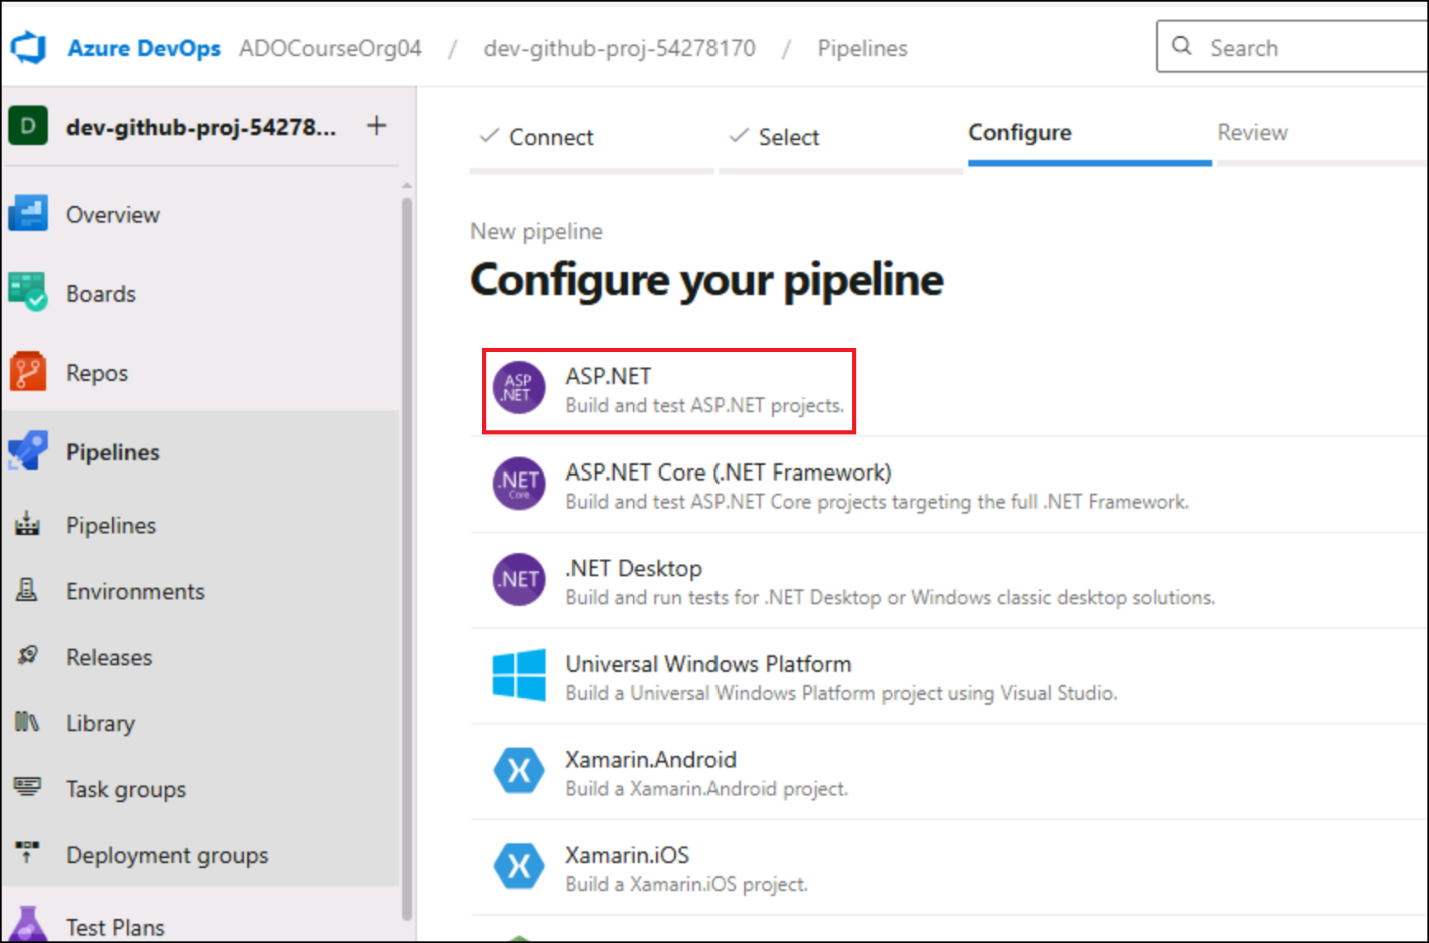 Azure DevOps ADOCourseOrg04 / dev-github-proj-54278170 / Pipelines
Search
D dev-github-proj-54278... +
Overview
Boards
Repos
Pipelines
Pipelines
Environments
Releases
Library
Task groups
Deployment groups
Test Plans
Connect
Select
Configure
Review
New pipeline
Configure your pipeline
ASP
.NET
ASP.NET
Build and test ASP.NET projects.
.NET
Core
ASP.NET Core (.NET Framework)
Build and test ASP.NET Core projects targeting the full .NET Framework.
.NET
.NET Desktop
Build and run tests for .NET Desktop or Windows classic desktop solutions.
Universal Windows Platform
Build a Universal Windows Platform project using Visual Studio.
X
Xamarin.Android
Build a Xamarin.Android project.
X
Xamarin.iOS
Build a Xamarin.iOS project.